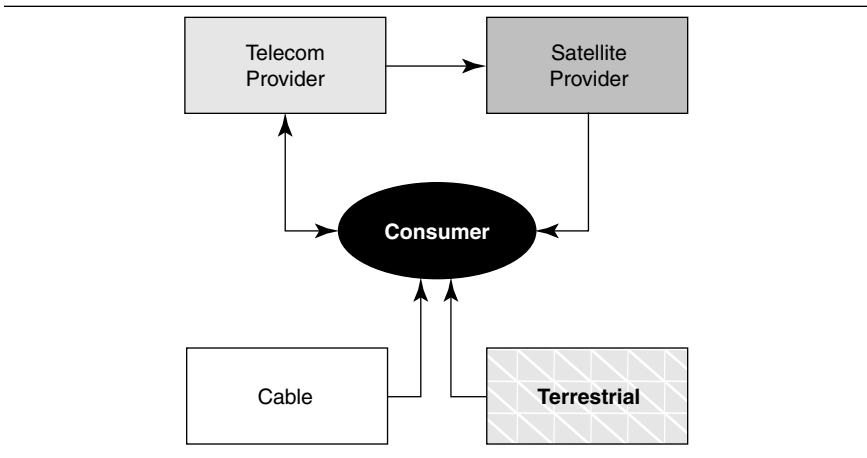 Telecom
Provider
Satellite
Provider
Consumer
Cable
Terrestrial